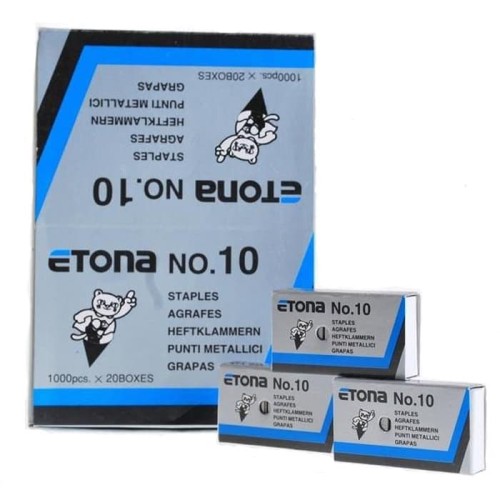 1000pcs. × 20BOXES
GRAPAS
PUNTI METALLICI
HEFTKLAMMERN
AGRAFES
STAPLES
ETONA NO.10
ETONA NO.10
STAPLES
AGRAFES
HEFTKLAMMERN
PUNTI METALLICI
GRAPAS
1000pcs. × 20BOXES
ETONA No.10
STAPLES
AGRAFES
HEFTKLAMMERN
PUNTI METALLICI
GRAPAS
ETONA No.10
STAPLES
AGRAFES
HEFTKLAMMERN
PUNTI METALLICI
GRAPAS
ETONA No.10
STAPLES
AGRAFES
HEFTKLAMMERN
PUNTI METALLICI
GRAPAS